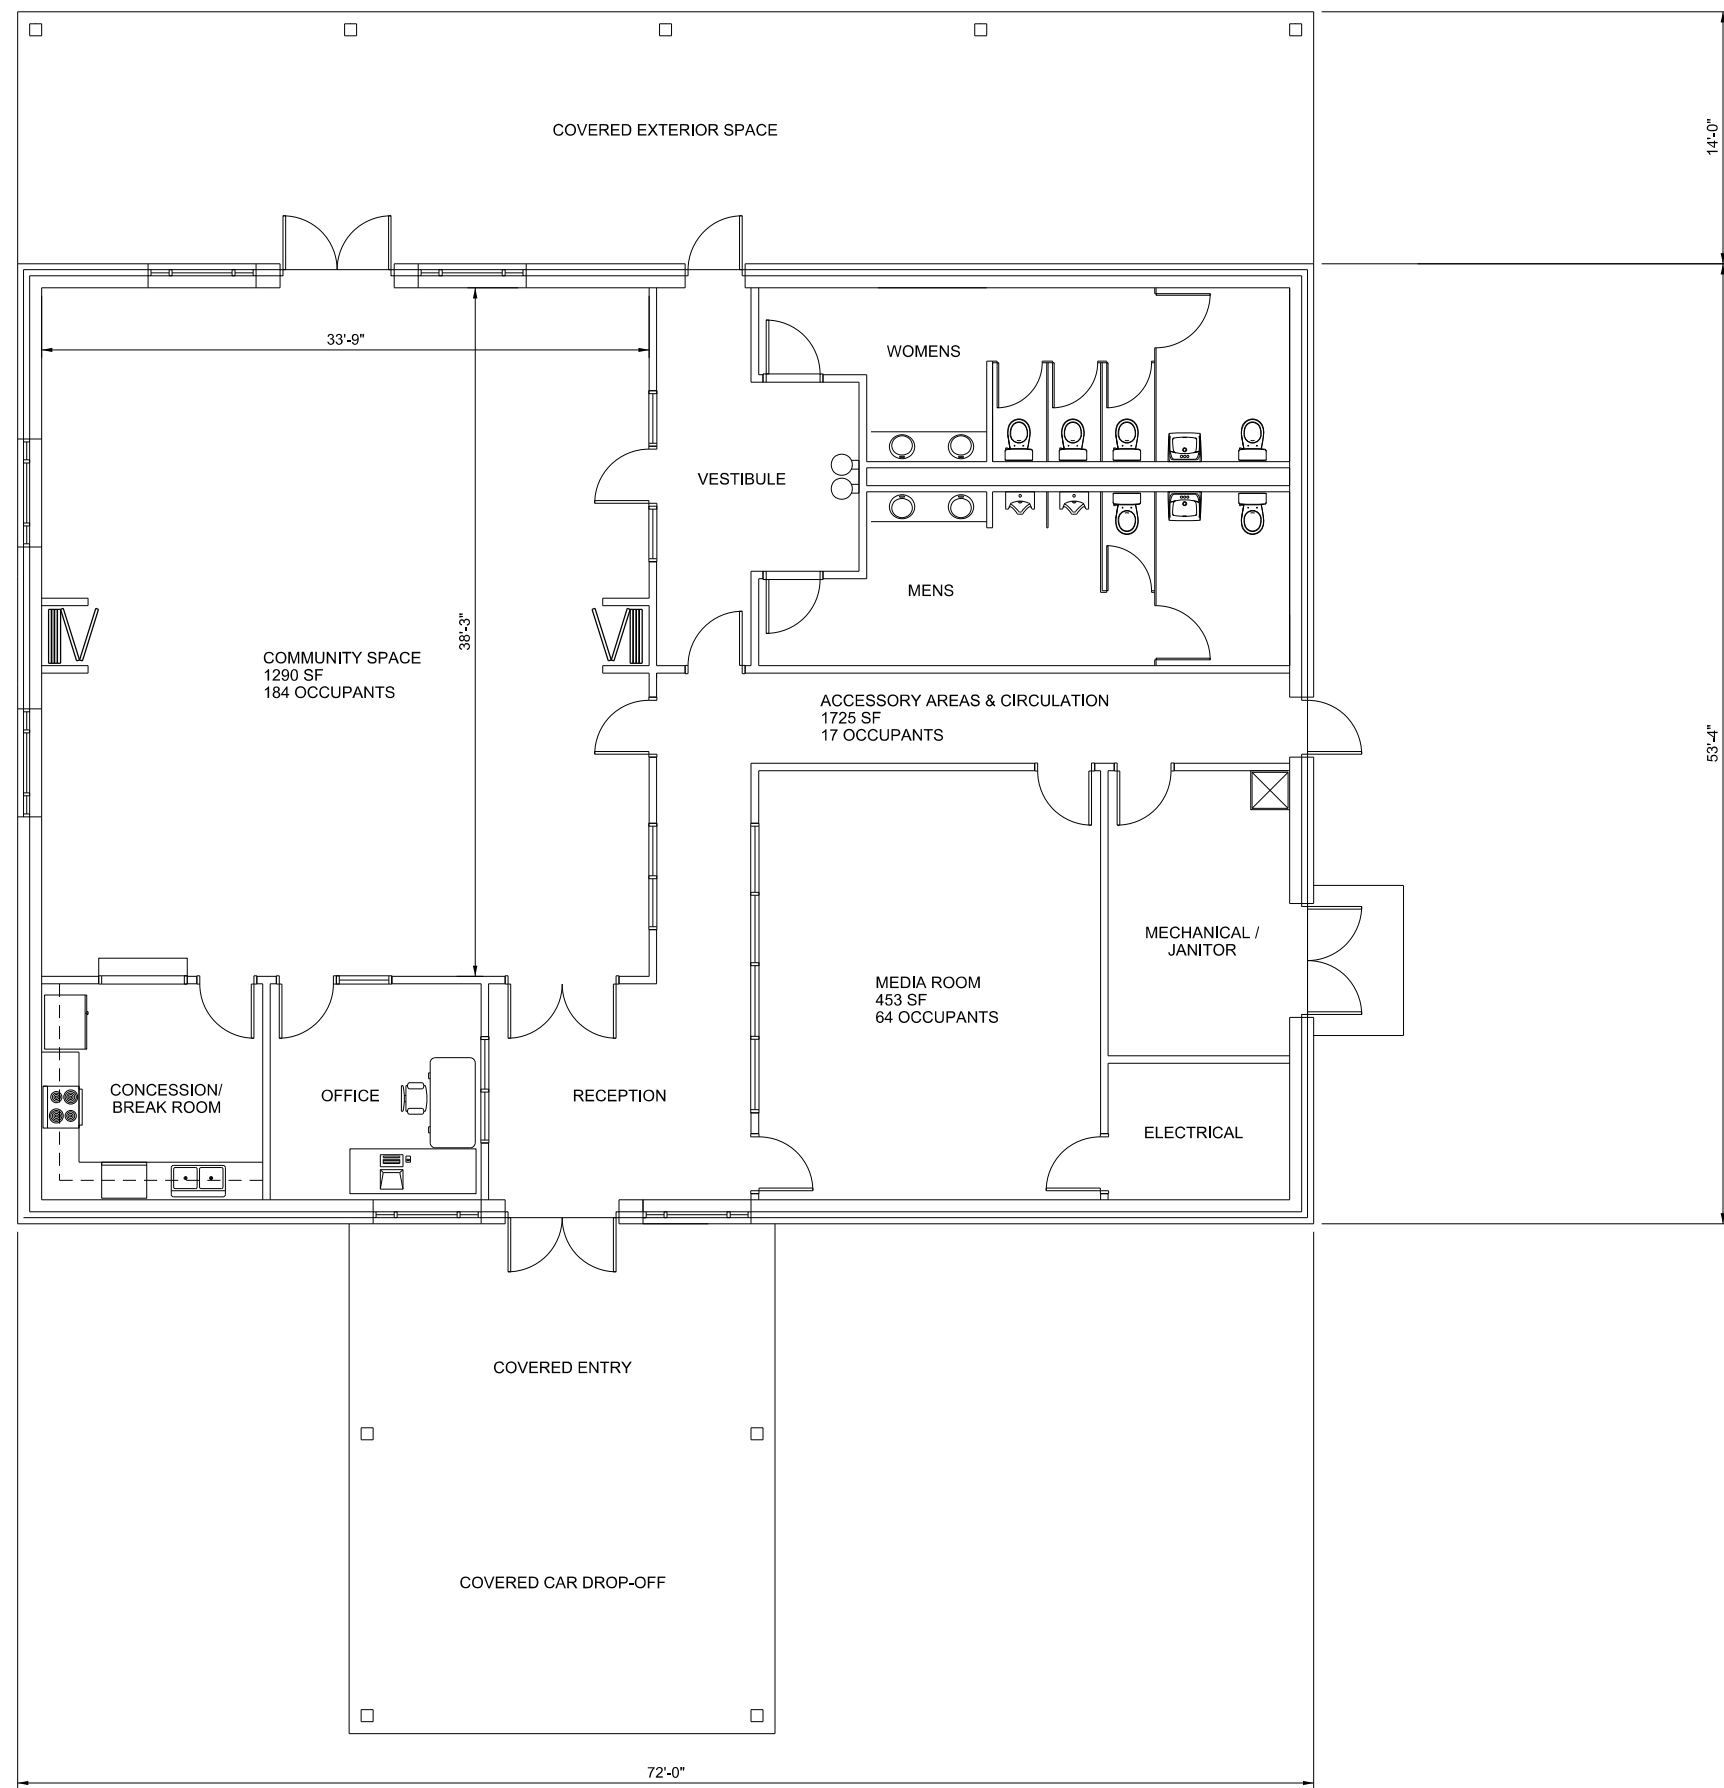 COVERED EXTERIOR SPACE
14'-0"
33'-9"
WOMENS
VESTIBULE
MENS
38'-3"
COMMUNITY SPACE
1290 SF
184 OCCUPANTS
ACCESSORY AREAS & CIRCULATION
1725 SF
17 OCCUPANTS
53'-4"
MECHANICAL /
JANITOR
MEDIA ROOM
453 SF
64 OCCUPANTS
CONCESSION/
BREAK ROOM
OFFICE
RECEPTION
ELECTRICAL
COVERED ENTRY
COVERED CAR DROP-OFF
72'-0"